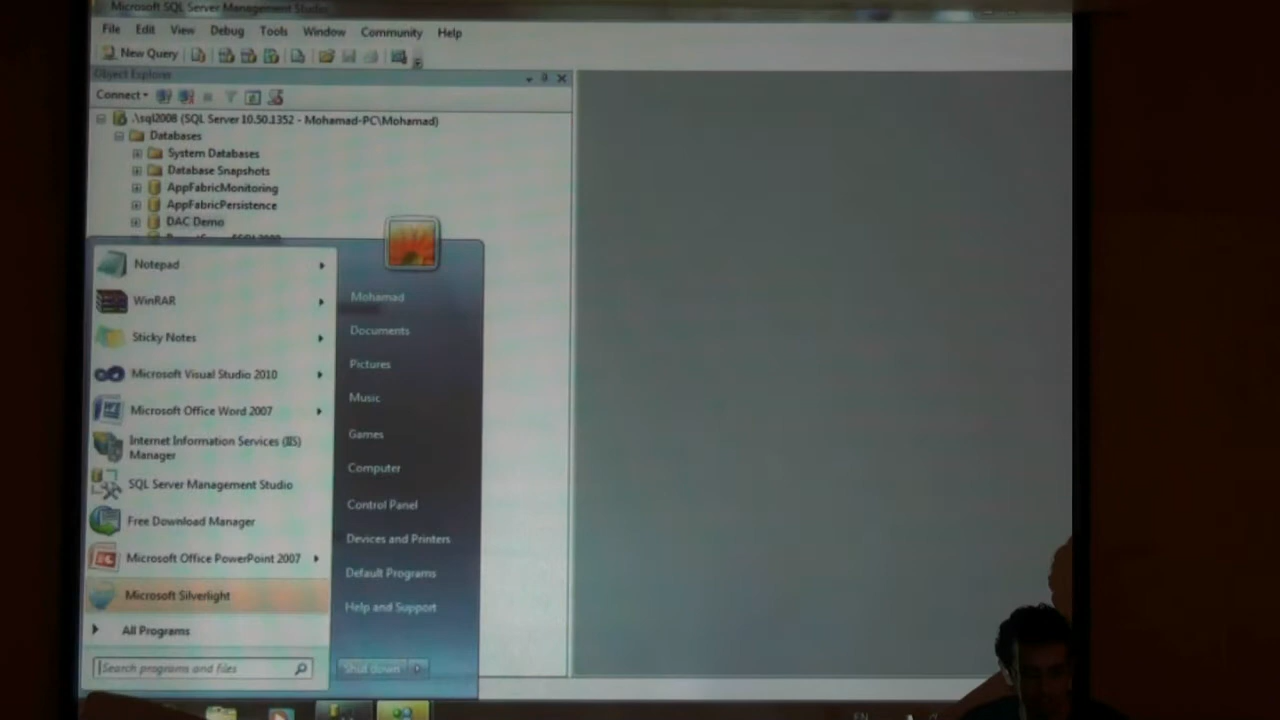 Microsoft SQL Server Management Studio
File Edit View Debug Tools Window Community Help
New Query
Object Explorer
Connect
.\sql2008 (SQL Server 10.50.1352 - Mohamad-PC\Mohamad)
Databases
System Databases
Database Snapshots
AppFabricMonitoring
AppFabricPersistence
DAC Demo
Notepad
WinRAR
Sticky Notes
Microsoft Visual Studio 2010
Microsoft Office Word 2007
Internet Information Services (IIS)
Manager
SQL Server Management Studio
Free Download Manager
Microsoft Office PowerPoint 2007
Microsoft Silverlight
All Programs
Search programs and files
Mohamad
Documents
Pictures
Music
Games
Computer
Control Panel
Devices and Printers
Default Programs
Help and Support
Shut down
EN